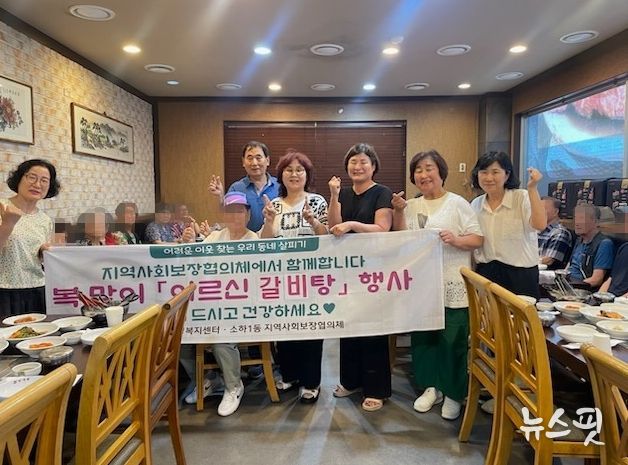 어려운 이웃 찾는 우리 동네 살피기
지역사회보장협의체에서 함께합니다
복 맞이 「어르신 갈비탕」 행사
드시고 건강하세요♥
복지센터 · 소하1동 지역사회보장협의체
뉴스핏